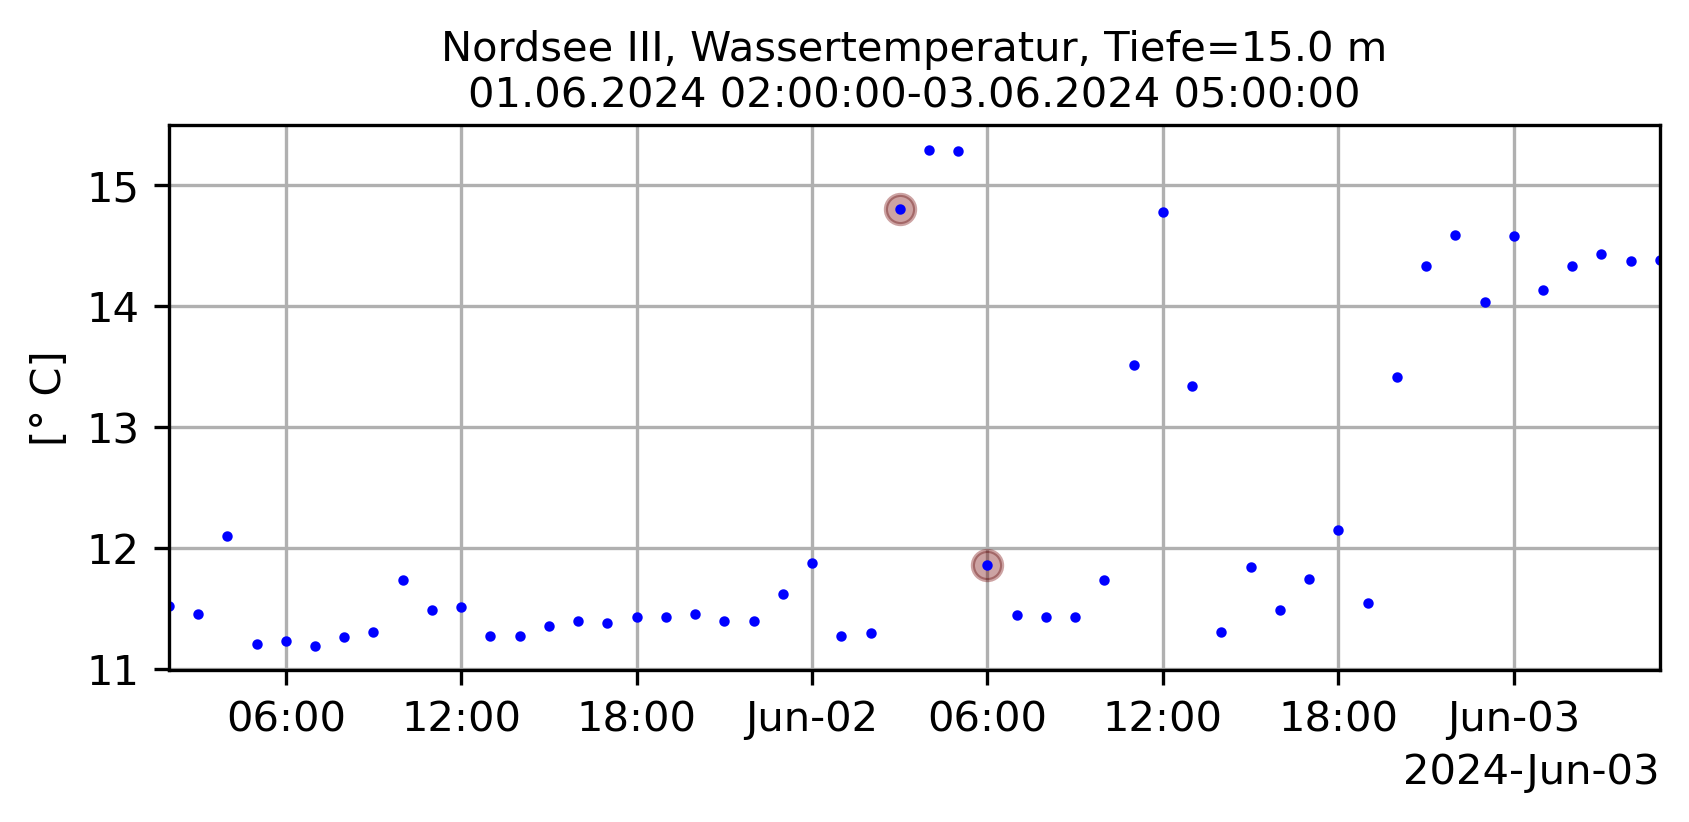 Nordsee III, Wassertemperatur, Tiefe=15.0 m
01.06.2024 02:00:00-03.06.2024 05:00:00
[° C]
15
14
13
12
11
06:00 12:00 18:00 Jun-02 06:00 12:00 18:00 Jun-03
2024-Jun-03